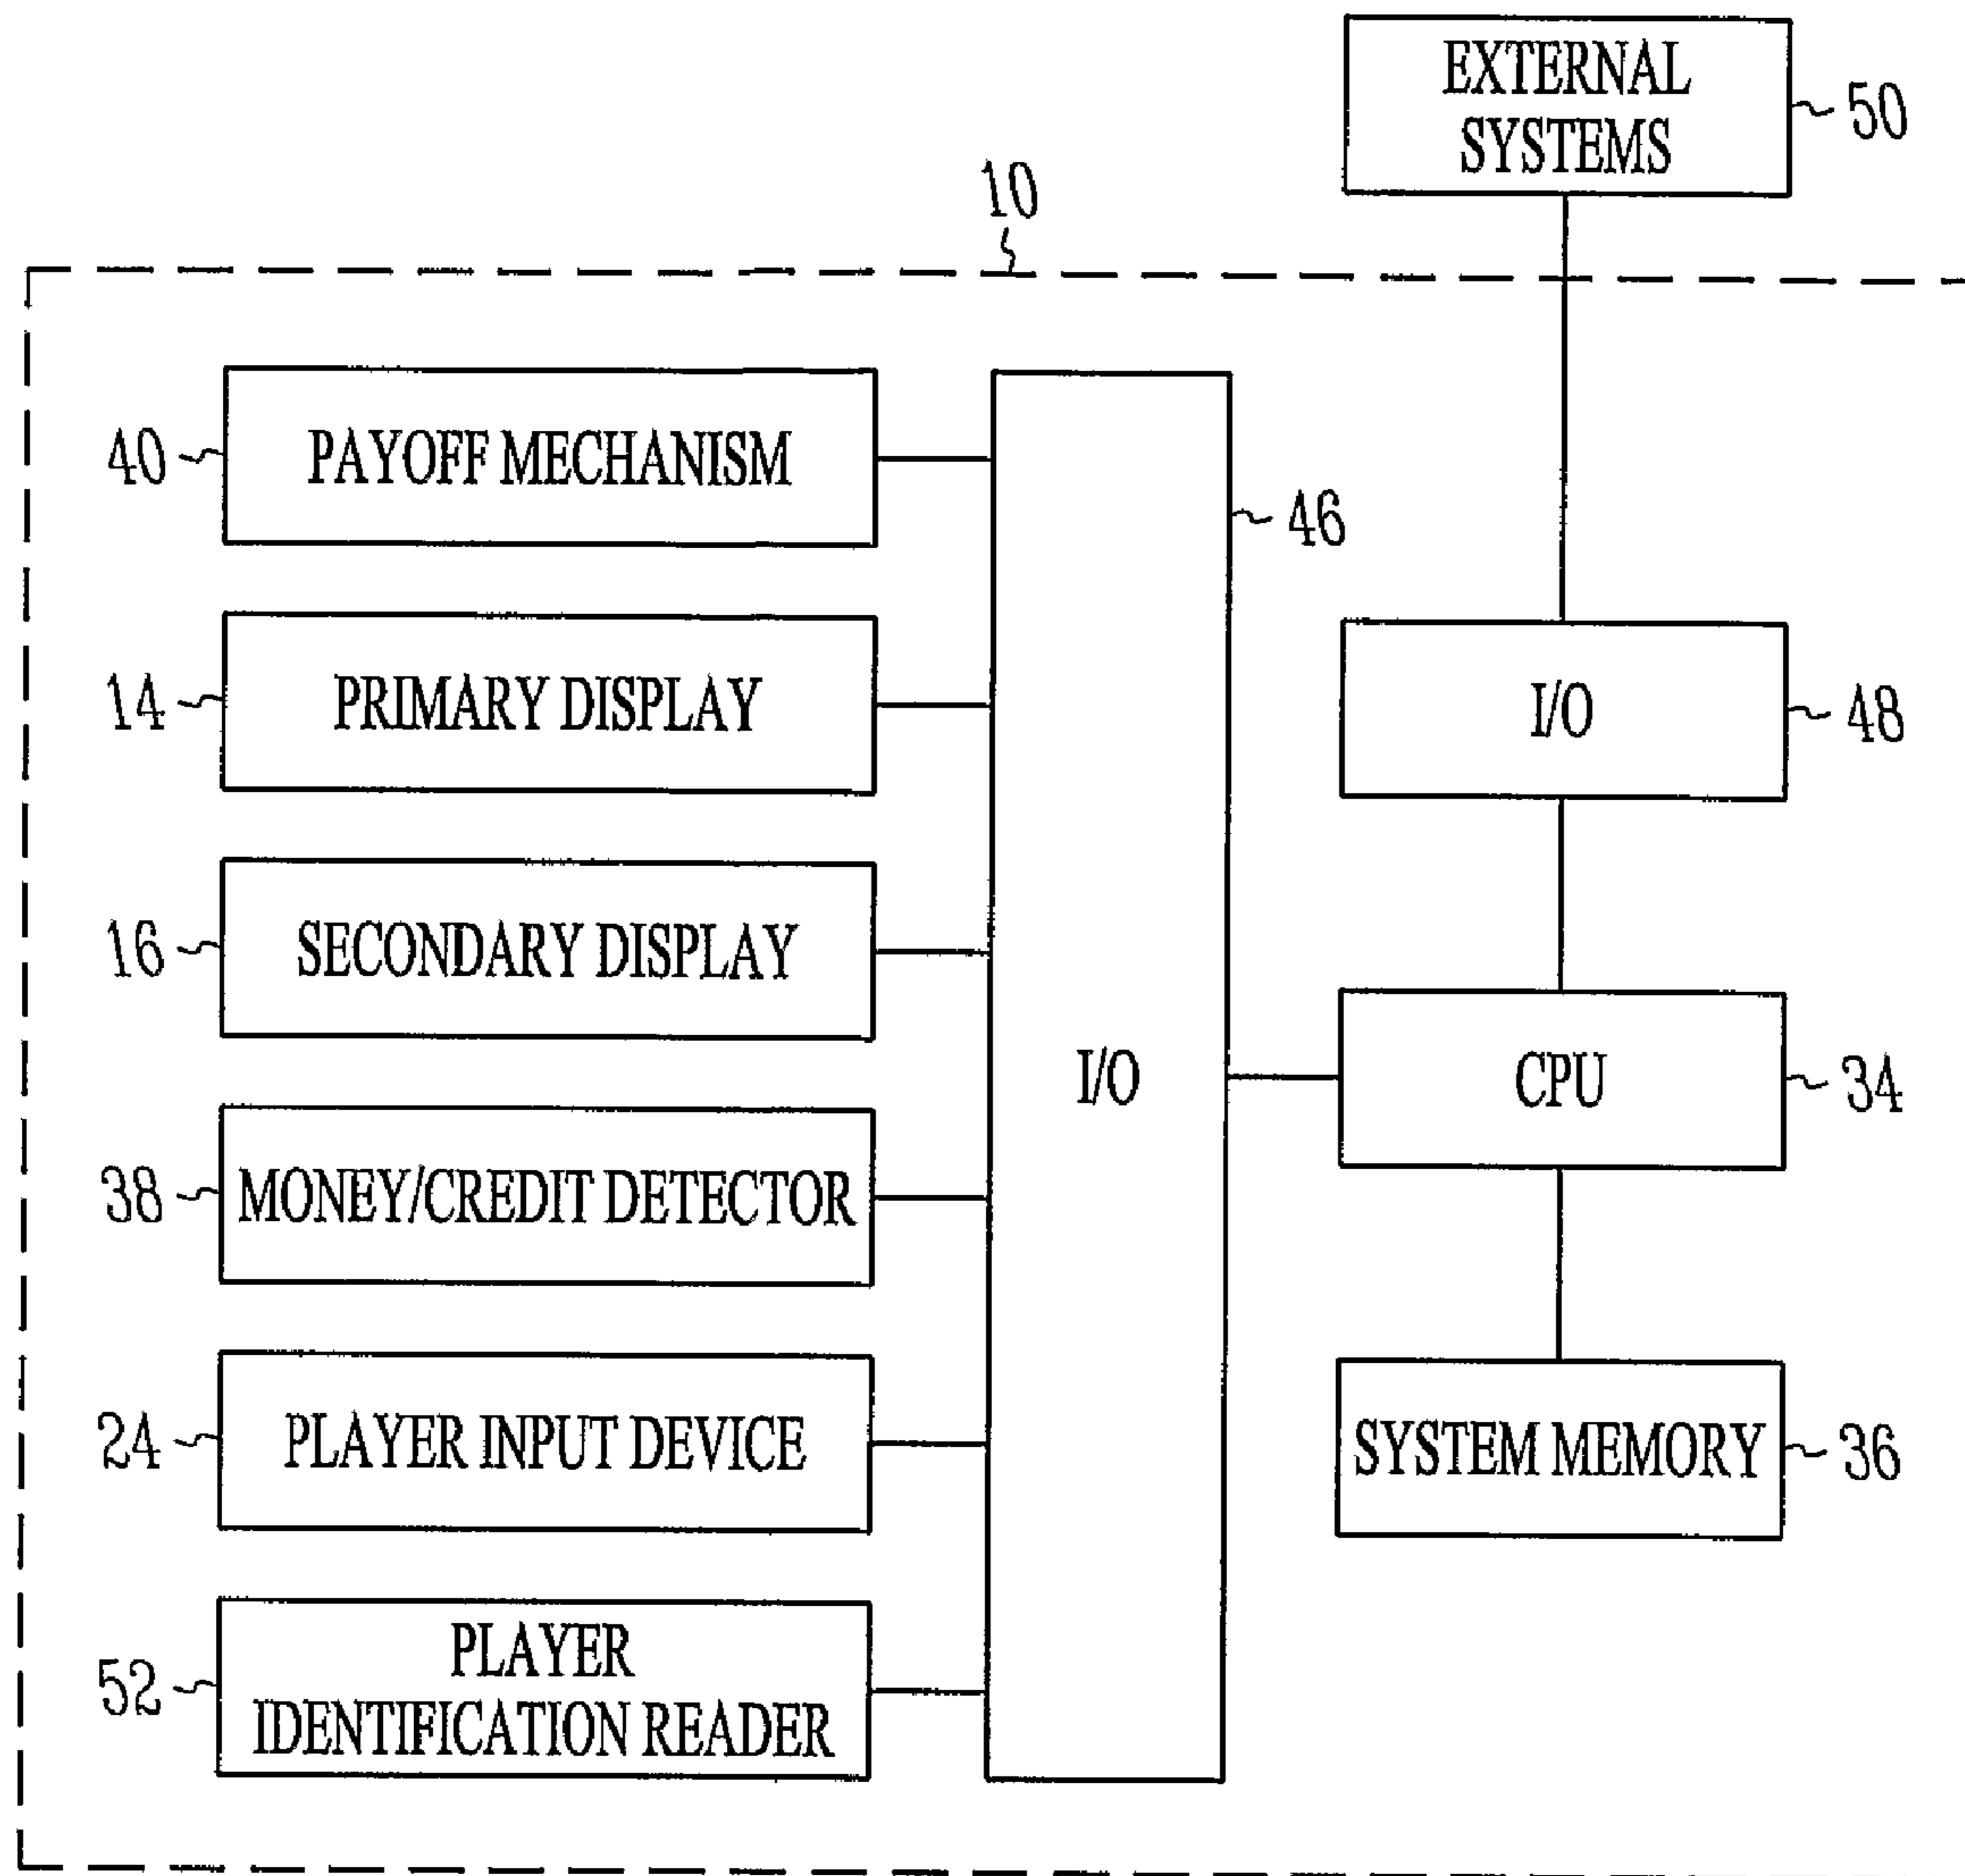 EXTERNAL
SYSTEMS
50
10
40
PAYOFF MECHANISM
46
14
PRIMARY DISPLAY
I/O
48
16
SECONDARY DISPLAY
I/O
CPU
34
38
MONEY/CREDIT DETECTOR
24
PLAYER INPUT DEVICE
SYSTEM MEMORY
36
52
PLAYER
IDENTIFICATION READER